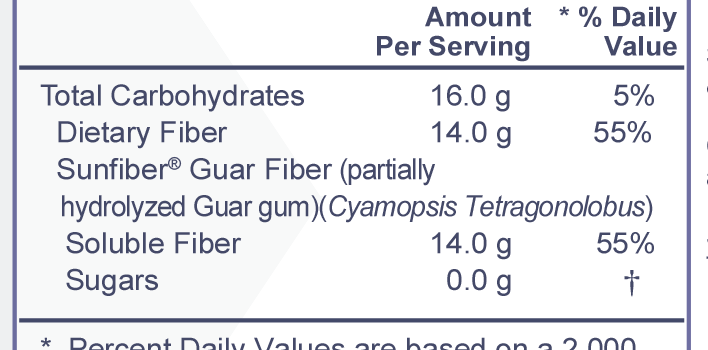 Amount * % Daily
Per Serving Value
Total Carbohydrates 16.0 g 5%
Dietary Fiber 14.0 g 55%
Sunfiber® Guar Fiber (partially
hydrolyzed Guar gum)(Cyamopsis Tetragonolobus)
Soluble Fiber 14.0 g 55%
Sugars 0.0 g †
* Percent Daily Values are based on a 2,000